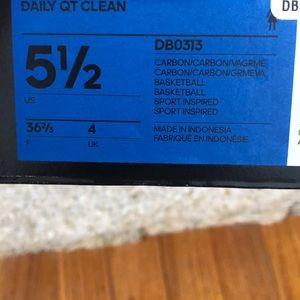 DAILY QT CLEAN
DB
5½
US
36⅔
F
4
UK
DB0313
CARBON/CARBON/VAGRME
CARBON/CARBON/GRMEVA
BASKETBALL
BASKETBALL
SPORT INSPIRED
SPORT INSPIRED
MADE IN INDONESIA
FABRIQUÉ EN INDONÉSIE